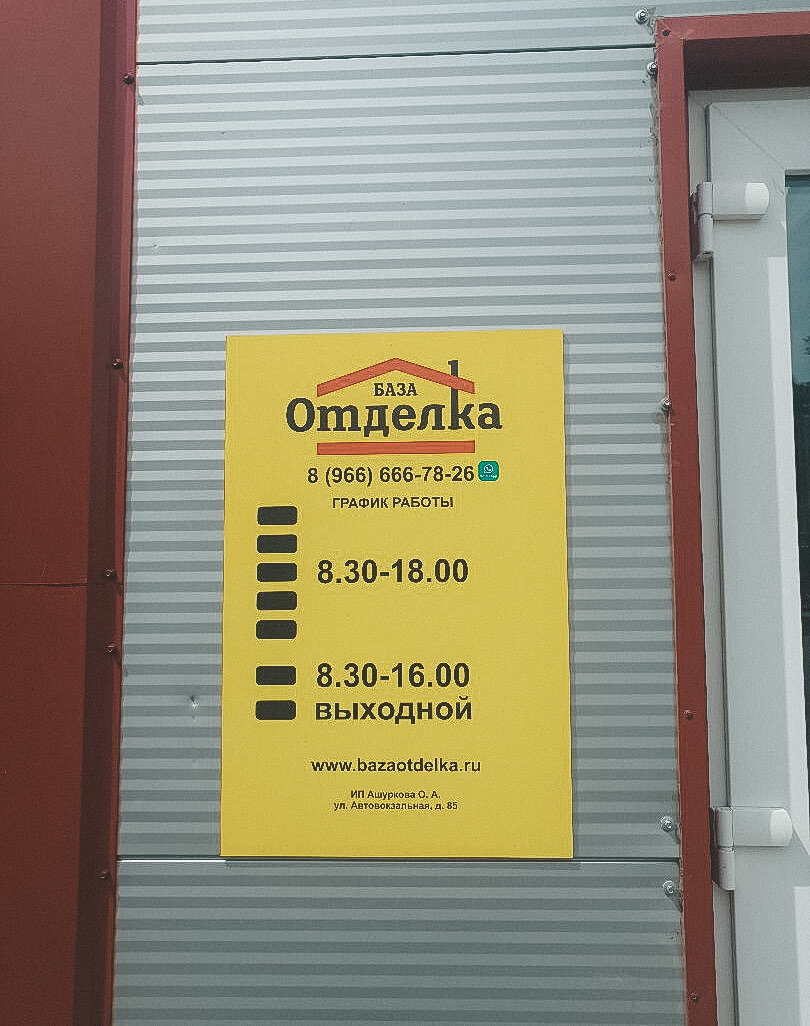 БАЗА
Отделка
8 (966) 666-78-26
ГРАФИК РАБОТЫ
8.30-18.00
8.30-16.00
ВЫХОДНОЙ
www.bazaotdelka.ru
ИП Ашуркова О. А.
ул. Автовокзальная, д. 85